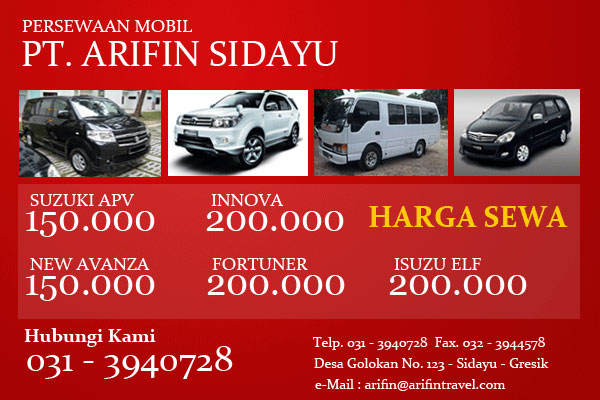 PERSEWAAN MOBIL
PT. ARIFIN SIDAYU
SUZUKI APV
150.000
INNOVA
200.000
HARGA SEWA
NEW AVANZA
150.000
FORTUNER
200.000
ISUZU ELF
200.000
Hubungi Kami
031 - 3940728
Telp. 031 - 3940728 Fax. 032 - 3944578
Desa Golokan No. 123 - Sidayu - Gresik
e-Mail : arifin@arifintravel.com